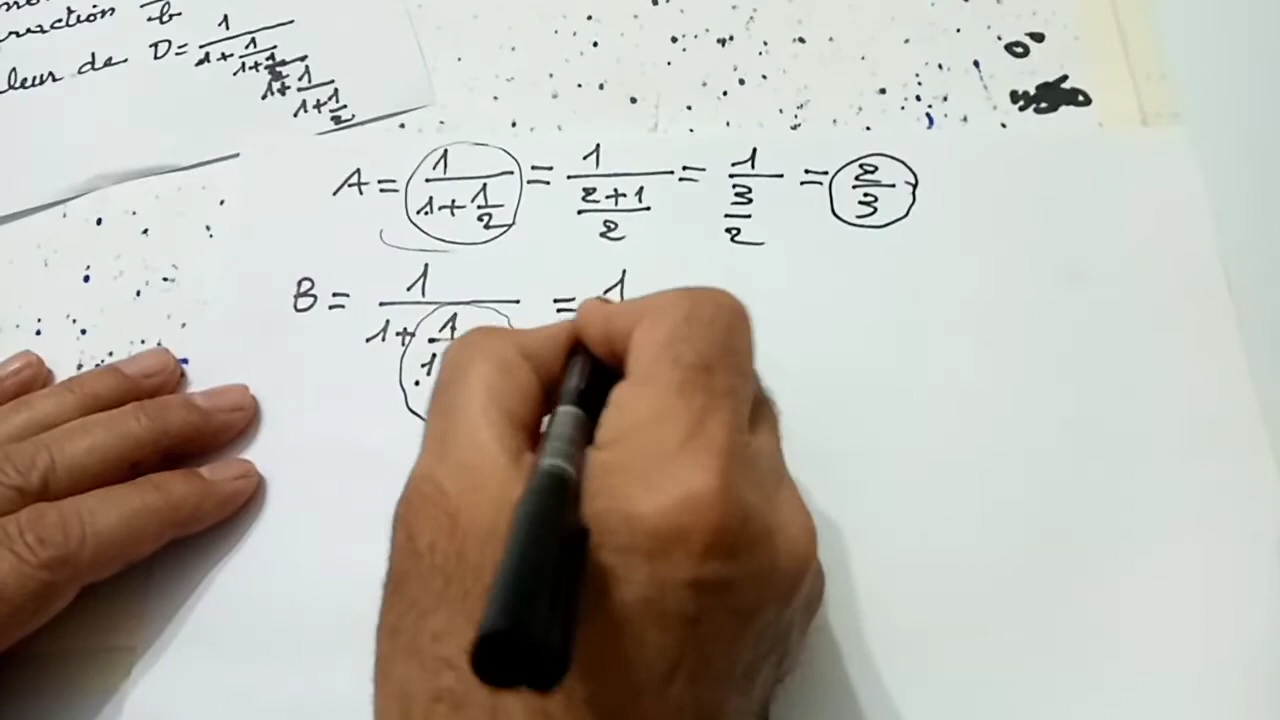 fraction b
leur de D = 1/(1+1/(1+1/(1+1/(1+1/2))))
A = 1/(1+1/2) = 1/((2+1)/2) = 1/(3/2) = 2/3
B = 1/(1+1/1 = 1